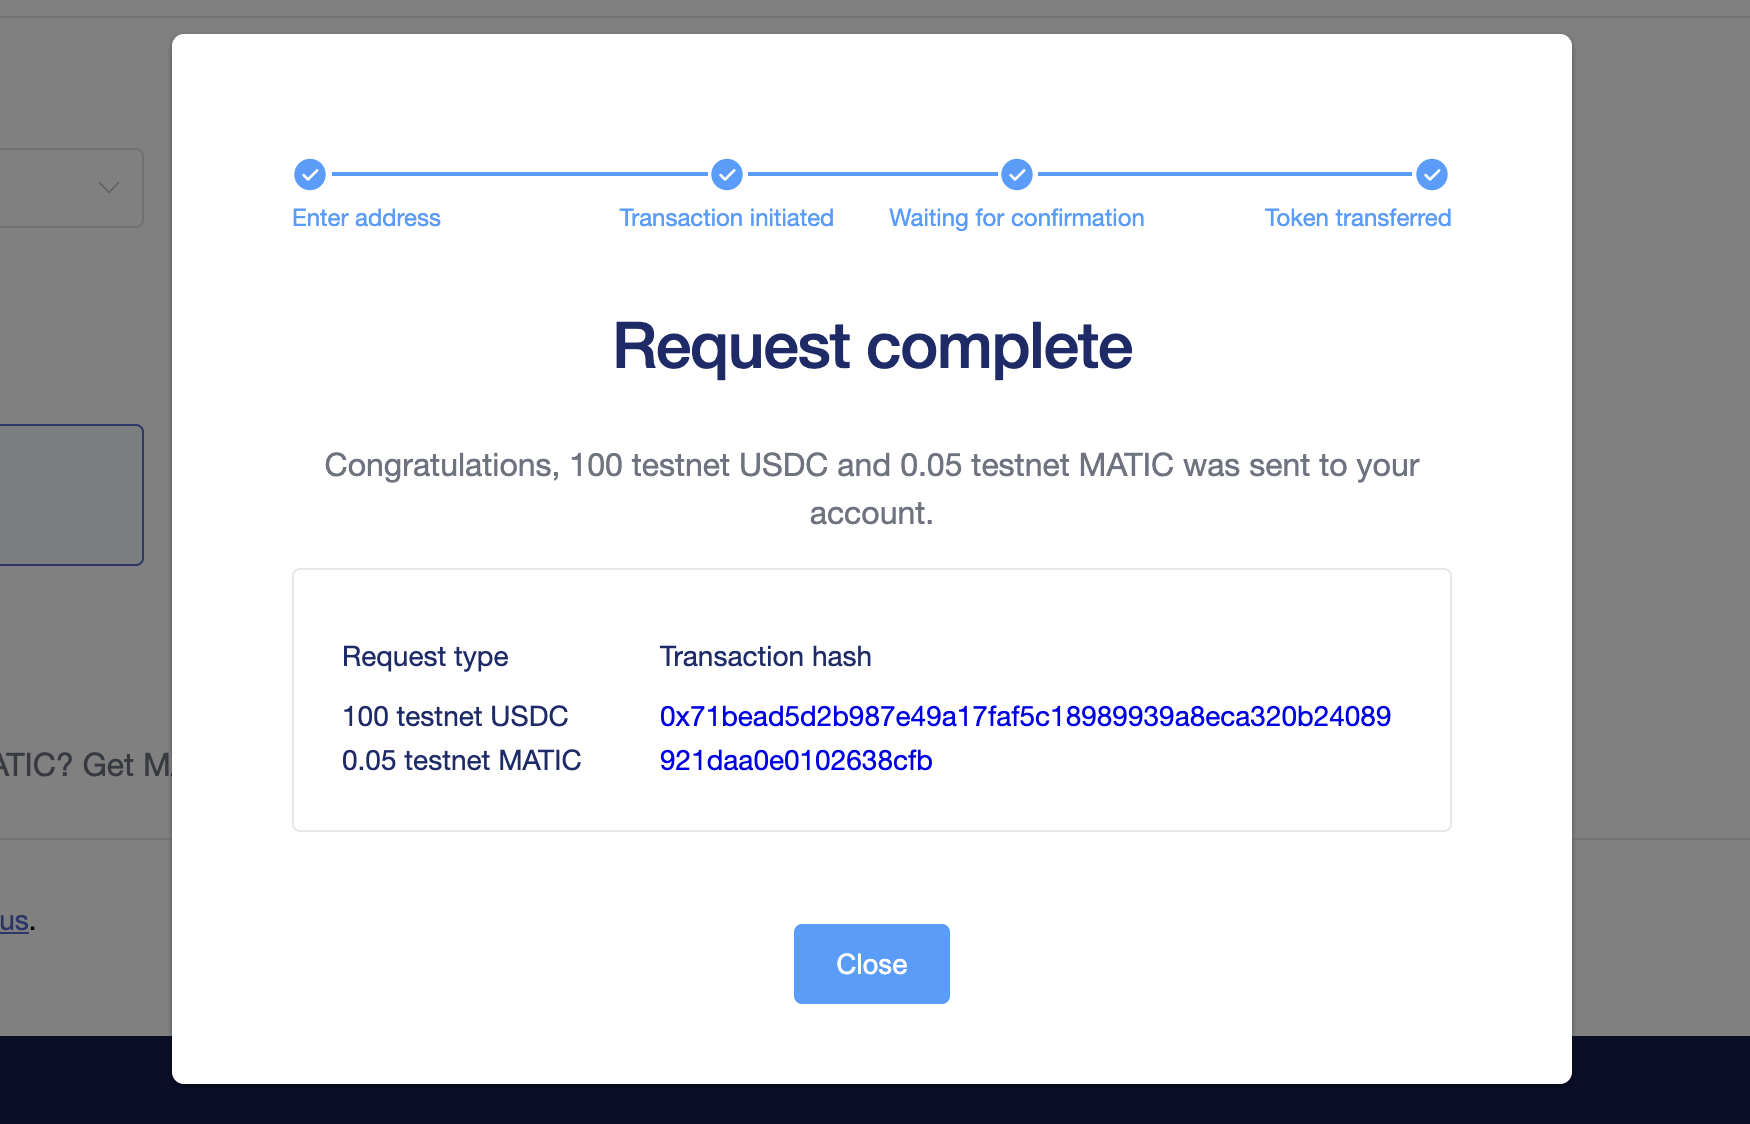 Enter address
Transaction initiated
Waiting for confirmation
Token transferred
Request complete
Congratulations, 100 testnet USDC and 0.05 testnet MATIC was sent to your
account.
Request type
Transaction hash
100 testnet USDC
0x71bead5d2b987e49a17faf5c18989939a8eca320b24089
0.05 testnet MATIC
921daa0e0102638cfb
ATIC? Get M
us.
Close